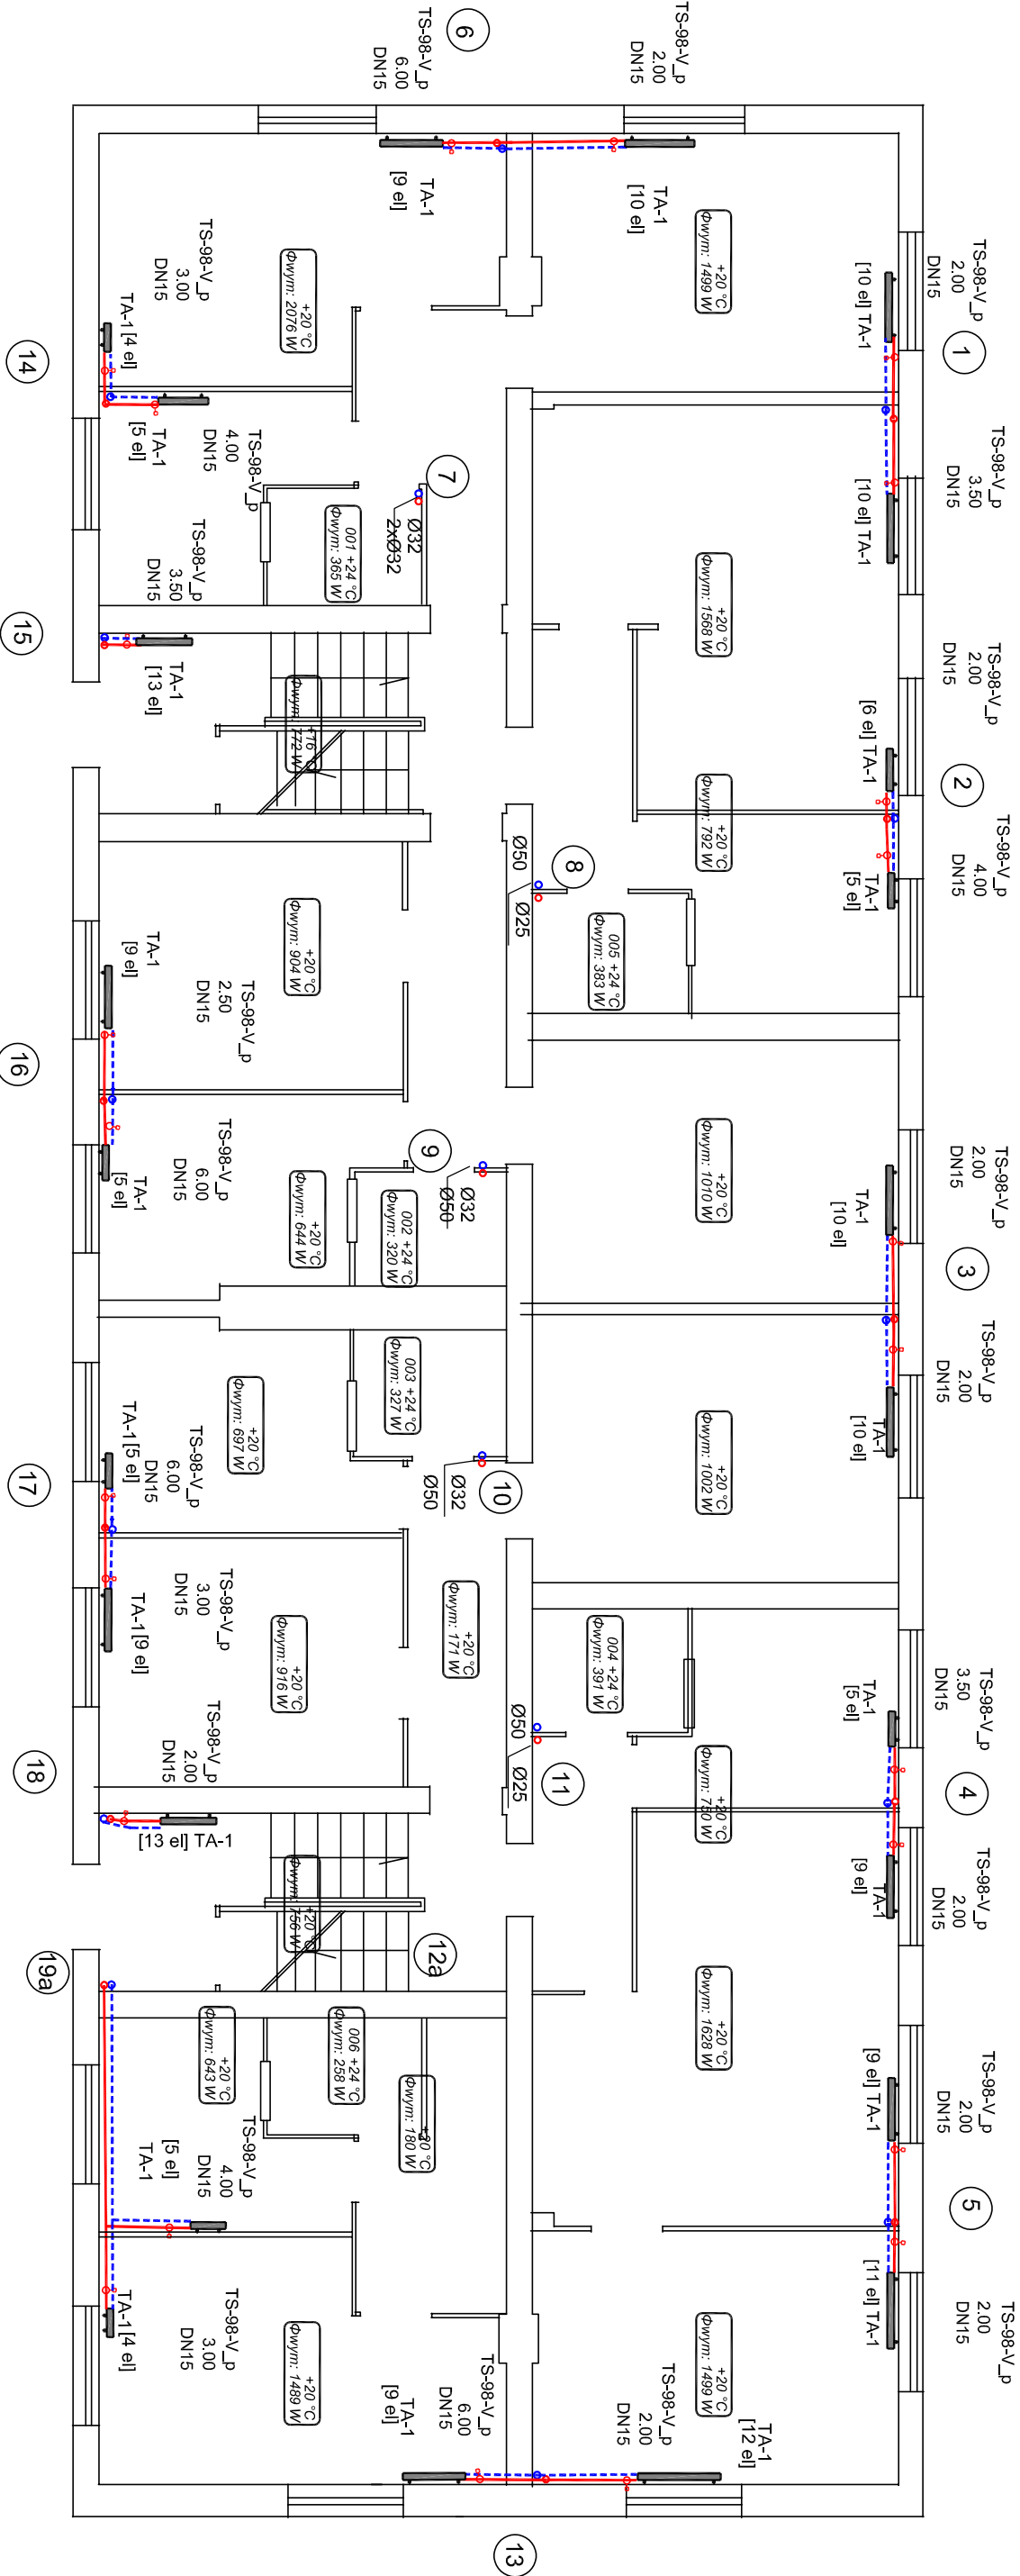 TS-98-V_p
2.00
DN15
1
TS-98-V_p
3.50
DN15
TS-98-V_p
2.00
DN15
2
TS-98-V_p
4.00
DN15
TS-98-V_p
2.00
DN15
3
TS-98-V_p
2.00
DN15
TS-98-V_p
3.50
DN15
4
TS-98-V_p
2.00
DN15
TS-98-V_p
2.00
DN15
5
TS-98-V_p
2.00
DN15
[10 el] TA-1
[10 el] TA-1
[6 el] TA-1
TA-1
[5 el]
TA-1
[10 el]
TA-1
[10 el]
TA-1
[5 el]
TA-1
[9 el]
[9 el] TA-1
[11 el] TA-1
TS-98-V_p
2.00
DN15
TA-1
[10 el]
+20 °C
Φwym: 1499 W
+20 °C
Φwym: 1568 W
+20 °C
Φwym: 792 W
+20 °C
Φwym: 1010 W
+20 °C
Φwym: 1002 W
+20 °C
Φwym: 750 W
+20 °C
Φwym: 1628 W
+20 °C
Φwym: 1499 W
TA-1
[12 el]
TS-98-V_p
2.00
DN15
005 +24 °C
Φwym: 383 W
004 +24 °C
Φwym: 391 W
6
TS-98-V_p
6.00
DN15
TA-1
[9 el]
8
Ø50
Ø25
11
Ø50
Ø25
13
TS-98-V_p
6.00
DN15
TA-1
[9 el]
7
Ø32
2xØ32
9
Ø32
Ø50
10
Ø32
Ø50
+20 °C
Φwym: 171 W
12a
+20 °C
Φwym: 180 W
001 +24 °C
Φwym: 365 W
002 +24 °C
Φwym: 320 W
003 +24 °C
Φwym: 327 W
006 +24 °C
Φwym: 258 W
+20 °C
Φwym: 2076 W
+16
Φwym: 772 W
+20 °C
Φwym: 904 W
+20 °C
Φwym: 644 W
+20 °C
Φwym: 697 W
+20 °C
Φwym: 916 W
+20 °C
Φwym: 756 W
+20 °C
Φwym: 643 W
+20 °C
Φwym: 1489 W
TS-98-V_p
3.00
DN15
TS-98-V_p
4.00
DN15
TS-98-V_p
3.50
DN15
TS-98-V_p
2.50
DN15
TS-98-V_p
6.00
DN15
TS-98-V_p
6.00
DN15
TS-98-V_p
3.00
DN15
TS-98-V_p
2.00
DN15
TS-98-V_p
4.00
DN15
TS-98-V_p
3.00
DN15
TA-1 [4 el]
TA-1
[5 el]
TA-1
[13 el]
TA-1
[9 el]
TA-1
[5 el]
TA-1 [5 el]
TA-1 [9 el]
[13 el] TA-1
[5 el]
TA-1
TA-1 [4 el]
14
15
16
17
18
19a